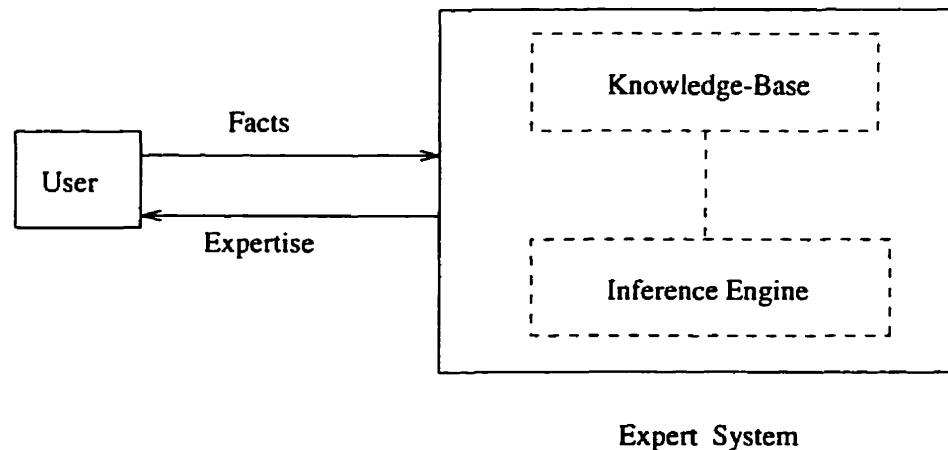 Knowledge-Base
Facts
User
Expertise
Inference Engine
Expert System